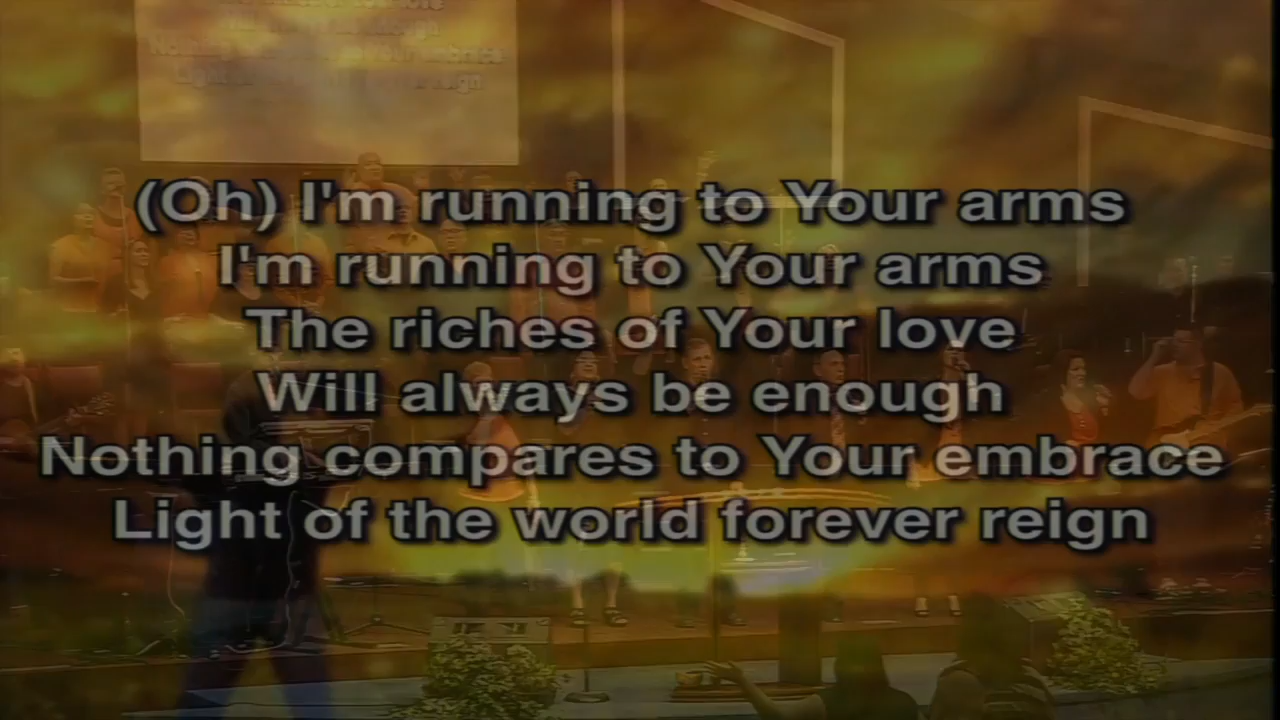 (Oh) I'm running to Your arms
I'm running to Your arms
The riches of Your love
Will always be enough
Nothing compares to Your embrace
Light of the world forever reign